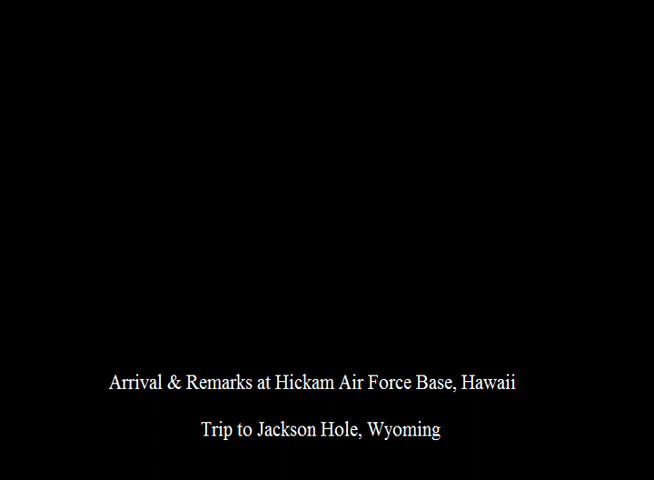 Arrival & Remarks at Hickam Air Force Base, Hawaii
Trip to Jackson Hole, Wyoming